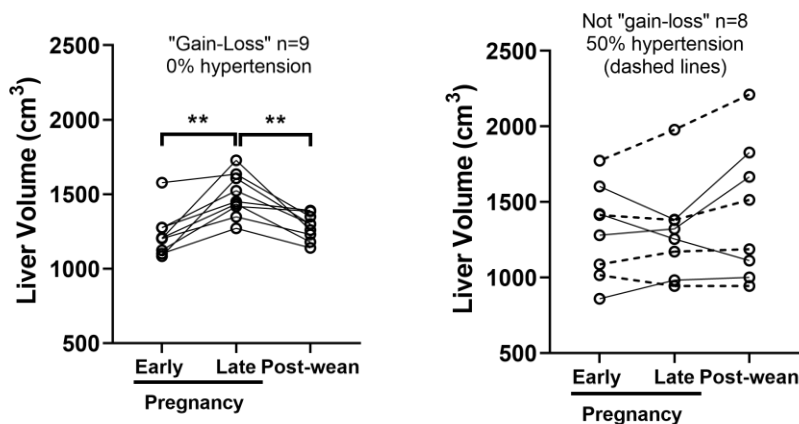 "Gain-Loss" n=9
0% hypertension
Liver Volume (cm³)
2500
2000
1500
1000
500
**
**
Early
Late
Post-wean
Pregnancy
Not "gain-loss" n=8
50% hypertension
(dashed lines)
Liver Volume (cm³)
2500
2000
1500
1000
500
Early
Late
Post-wean
Pregnancy